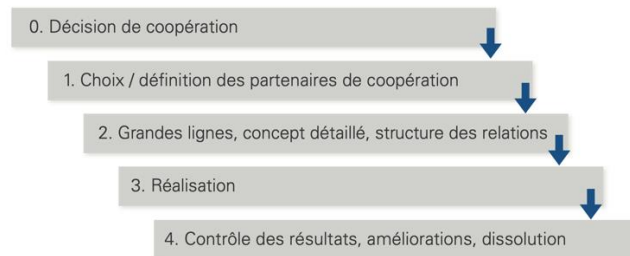 0. Décision de coopération
1. Choix / définition des partenaires de coopération
2. Grandes lignes, concept détaillé, structure des relations
3. Réalisation
4. Contrôle des résultats, améliorations, dissolution